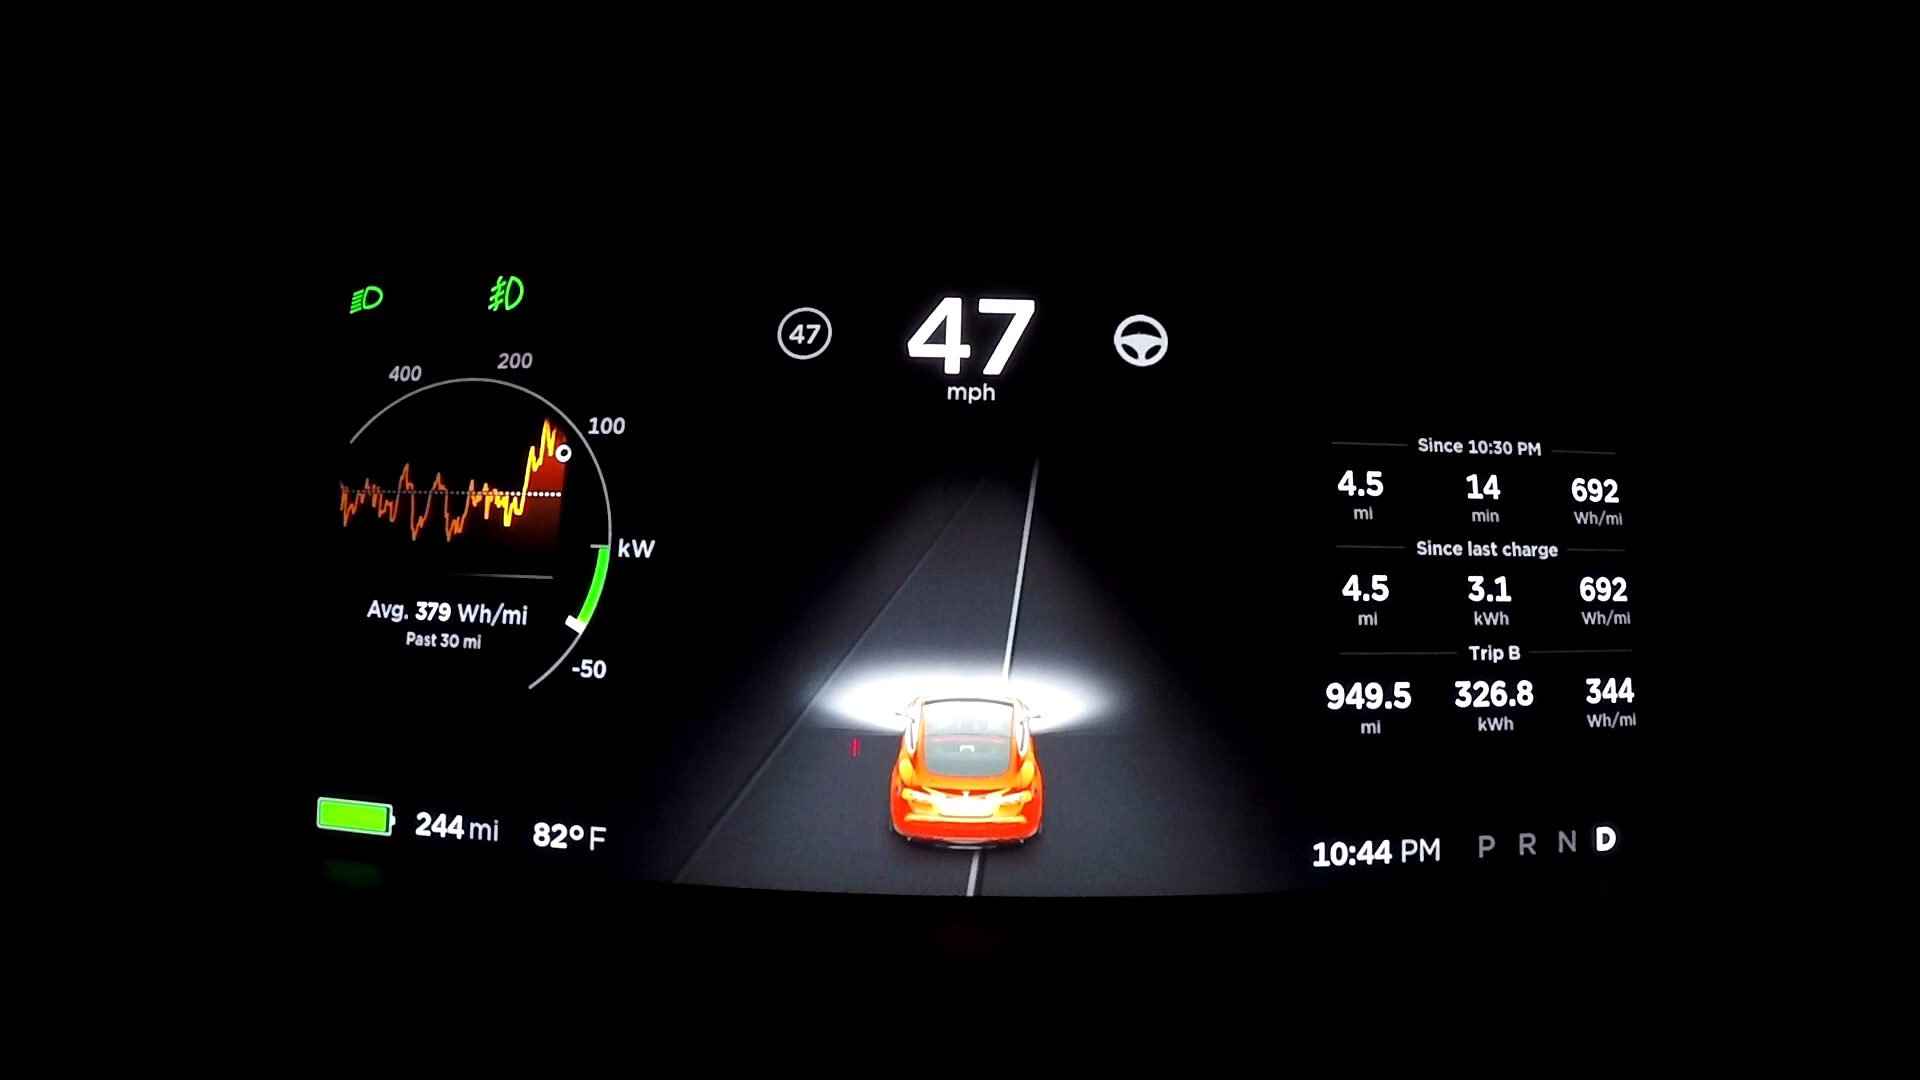 47
47
mph
400
200
100
kW
-50
Avg. 379 Wh/mi
Past 30 mi
244 mi
82°F
Since 10:30 PM
4.5 14 692
mi min Wh/mi
Since last charge
4.5 3.1 692
mi kWh Wh/mi
Trip B
949.5 326.8 344
mi kWh Wh/mi
10:44 PM P R N D